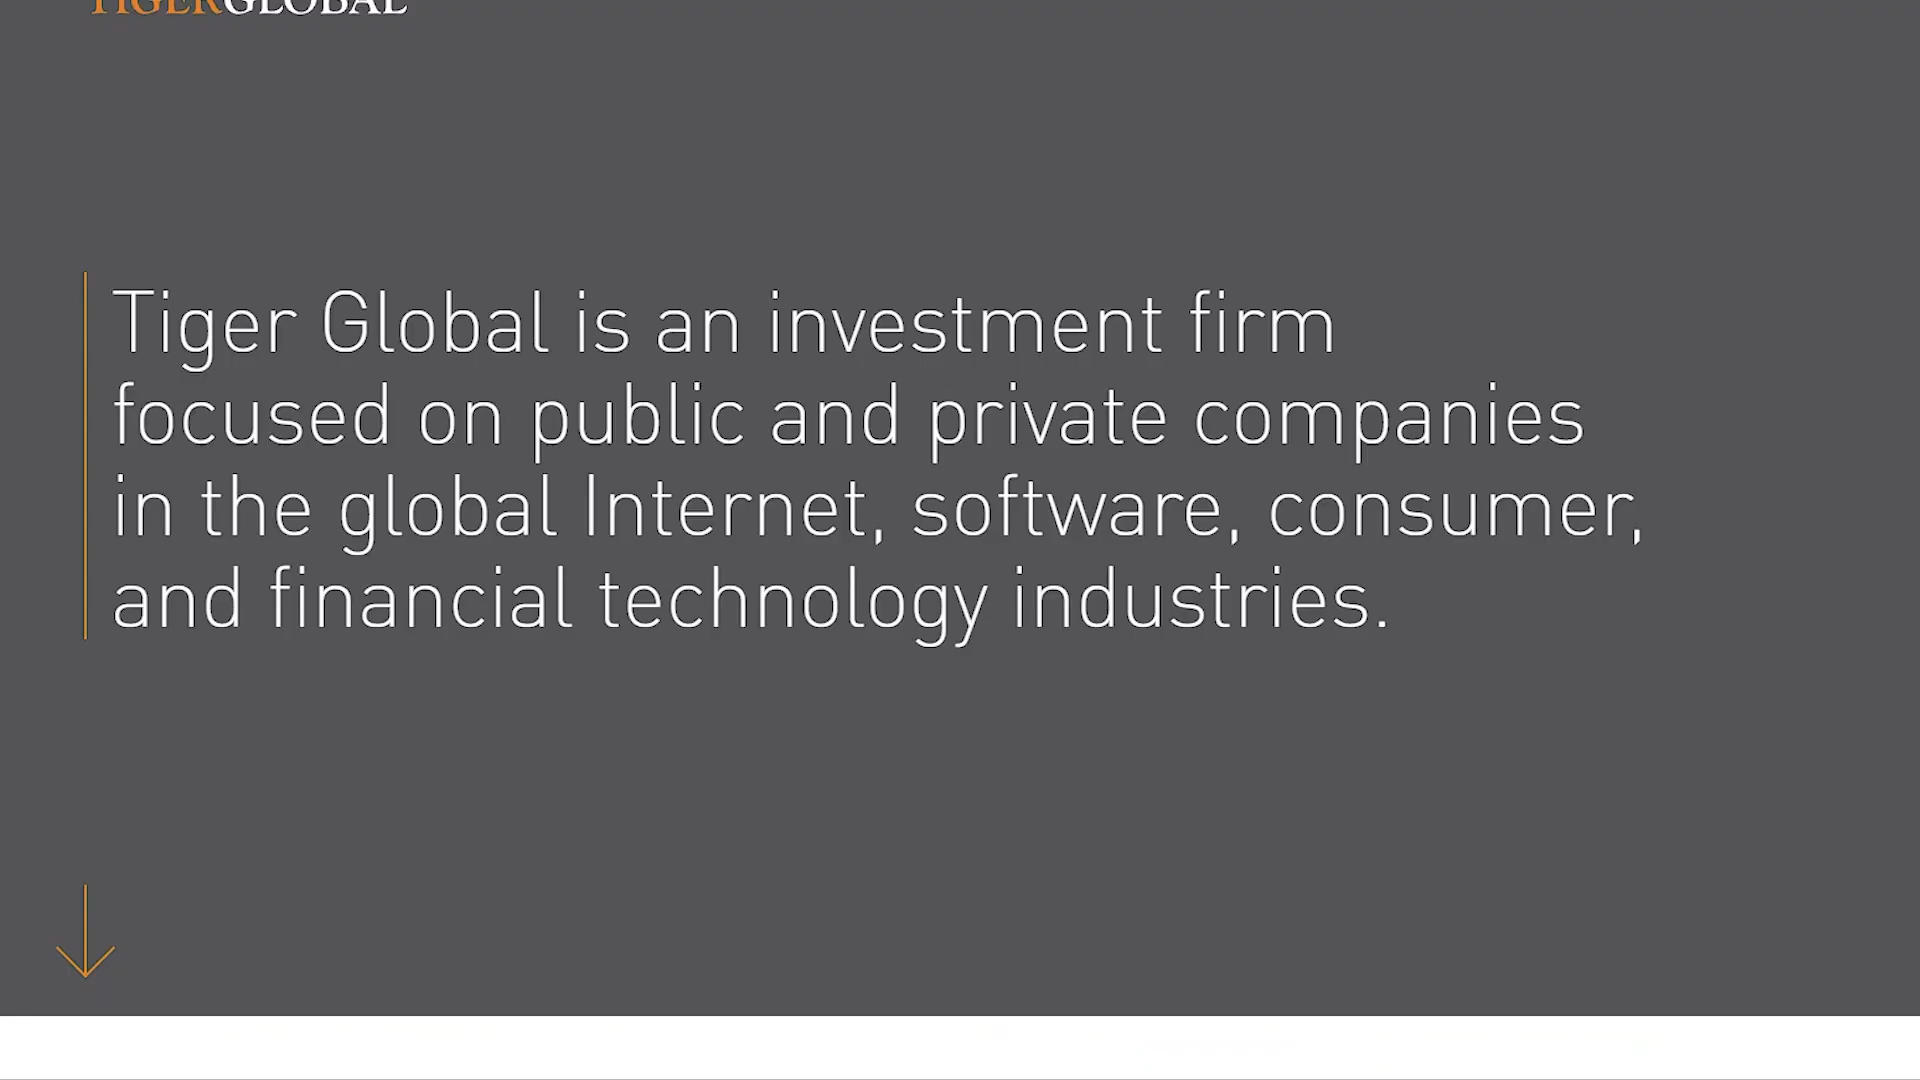 TIGERGLOBAL
Tiger Global is an investment firm
focused on public and private companies
in the global Internet, software, consumer,
and financial technology industries.